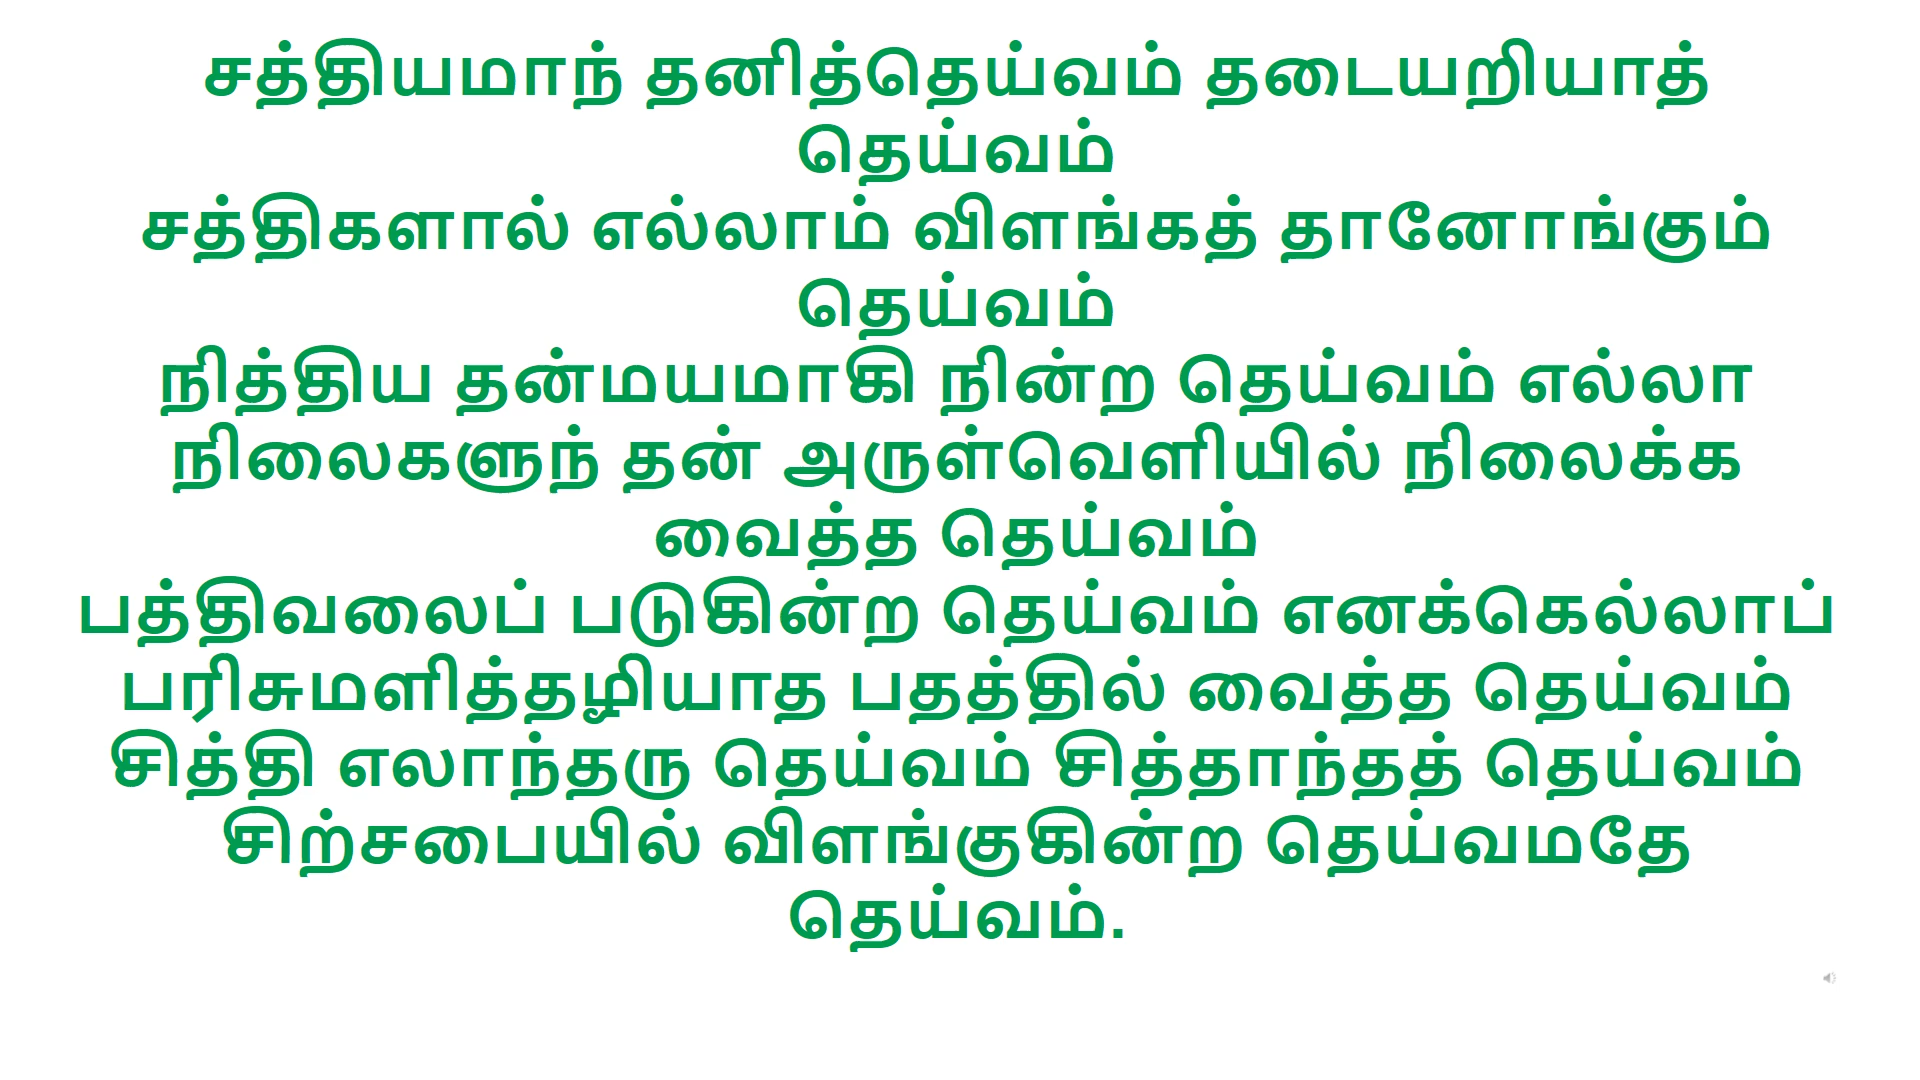 சத்தியமாந் தனித்தெய்வம் தடையறியாத்
தெய்வம்
சத்திகளால் எல்லாம் விளங்கத் தானோங்கும்
தெய்வம்
நித்திய தன்மயமாகி நின்ற தெய்வம் எல்லா
நிலைகளுந் தன் அருள்வெளியில் நிலைக்க
வைத்த தெய்வம்
பத்திவலைப் படுகின்ற தெய்வம் எனக்கெல்லாப்
பரிசுமளித்தழியாத பதத்தில் வைத்த தெய்வம்
சித்தி எலாந்தரு தெய்வம் சித்தாந்தத் தெய்வம்
சிற்சபையில் விளங்குகின்ற தெய்வமதே
தெய்வம்.